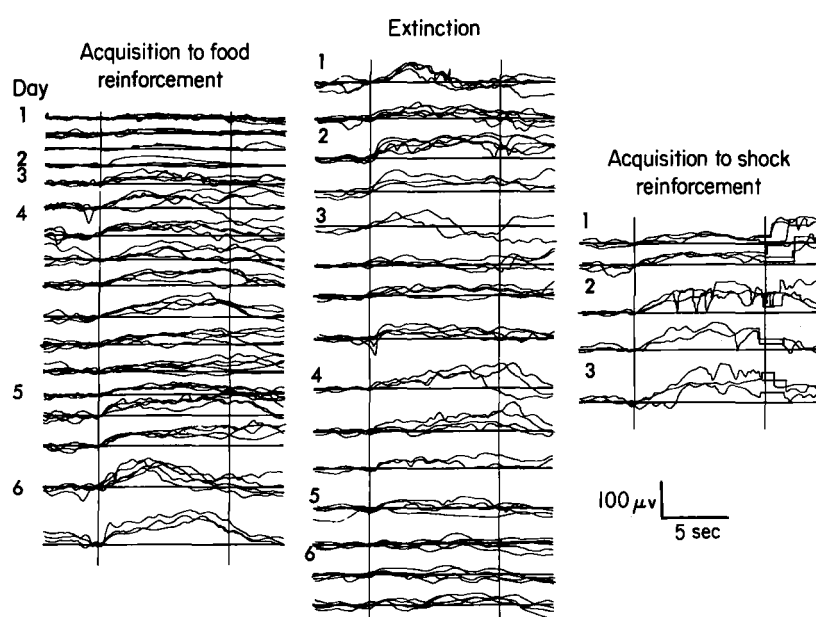 Acquisition to food
reinforcement
Day
1
2
3
4
5
6
Extinction
1
2
3
4
5
6
Acquisition to shock
reinforcement
1
2
3
100 μv
5 sec